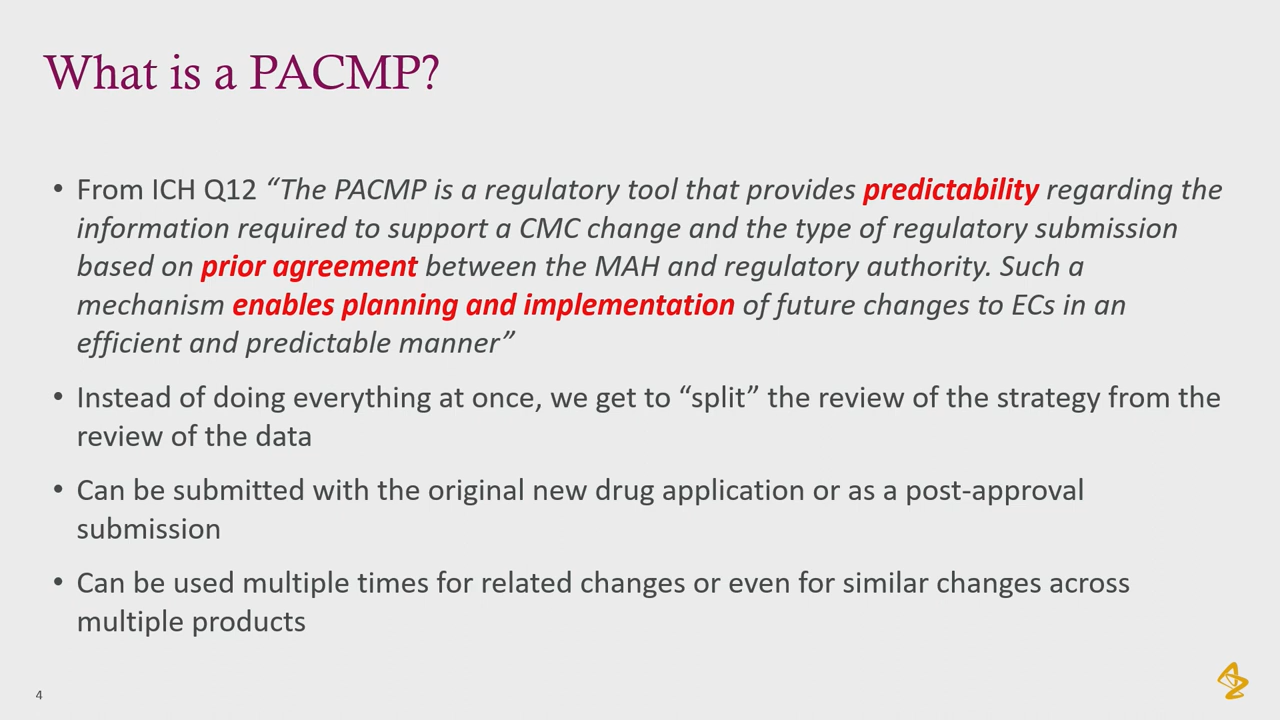 What is a PACMP?
• From ICH Q12 “The PACMP is a regulatory tool that provides predictability regarding the
information required to support a CMC change and the type of regulatory submission
based on prior agreement between the MAH and regulatory authority. Such a
mechanism enables planning and implementation of future changes to ECs in an
efficient and predictable manner”
• Instead of doing everything at once, we get to “split” the review of the strategy from the
review of the data
• Can be submitted with the original new drug application or as a post-approval
submission
• Can be used multiple times for related changes or even for similar changes across
multiple products
4